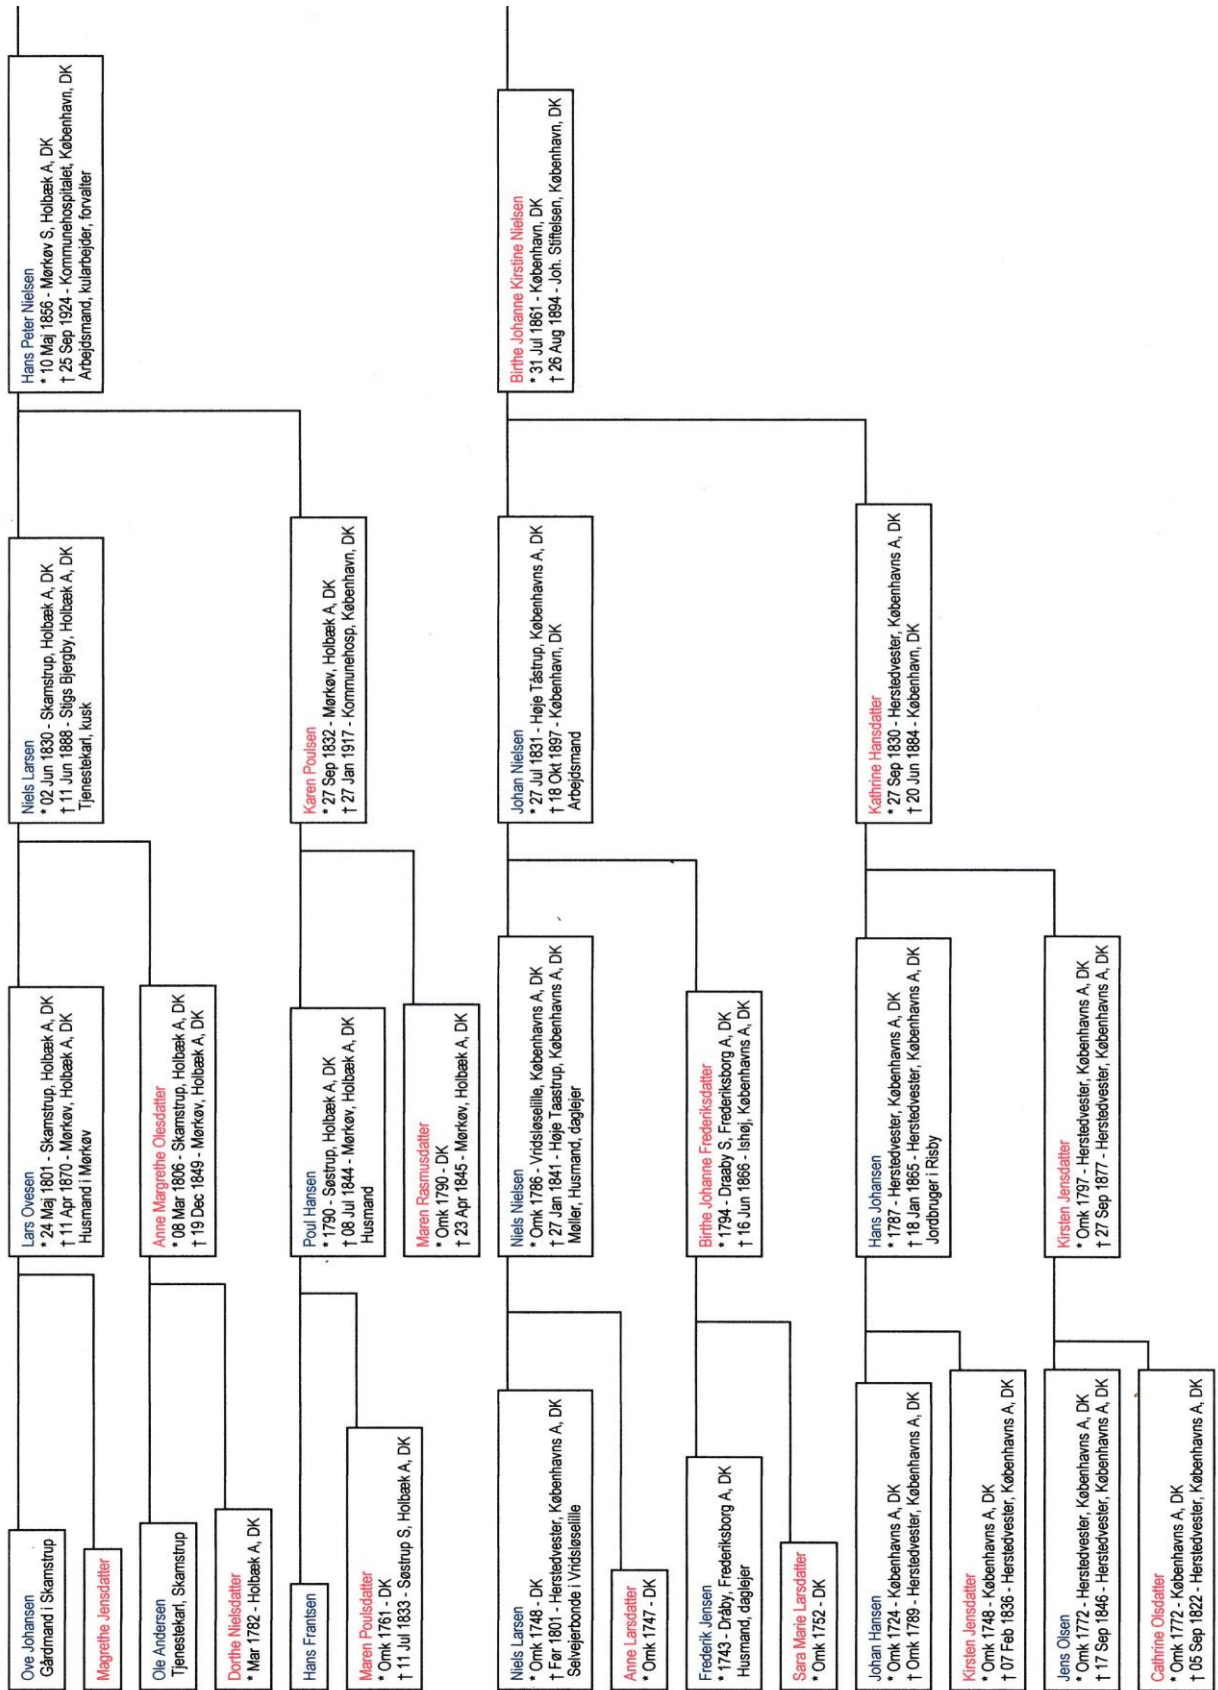 Ove Johansen
Gårdmand i Skamstrup
Magrethe Jensdatter
Ole Andersen
Tjenestekarl, Skamstrup
Dorthe Nielsdatter
* Mar 1782 - Holbæk A, DK
Hans Frantsen
Maren Poulsdatter
* Omk 1761 - DK
† 11 Jul 1833 - Søstrup S, Holbæk A, DK
Niels Larsen
* Omk 1748 - DK
† Før 1801 - Herstedvester, Københavns A, DK
Selvejerbonde i Vridsløselille
Anne Larsdatter
* Omk 1747 - DK
Frederik Jensen
* 1743 - Dråby, Frederiksborg A, DK
Husmand, daglejer
Sara Marie Larsdatter
* Omk 1752 - DK
Johan Hansen
* Omk 1724 - Københavns A, DK
† Omk 1789 - Herstedvester, Københavns A, DK
Kirsten Jensdatter
* Omk 1748 - Københavns A, DK
† 07 Feb 1836 - Herstedvester, Københavns A, DK
Jens Olsen
* Omk 1772 - Herstedvester, Københavns A, DK
† 17 Sep 1846 - Herstedvester, Københavns A, DK
Cathrine Olsdatter
* Omk 1772 - Københavns A, DK
† 05 Sep 1822 - Herstedvester, Københavns A, DK
Lars Ovesen
* 24 Maj 1801 - Skamstrup, Holbæk A, DK
† 11 Apr 1870 - Mørkøv, Holbæk A, DK
Husmand i Mørkøv
Anne Margrethe Olesdatter
* 08 Mar 1806 - Skamstrup, Holbæk A, DK
† 19 Dec 1849 - Mørkøv, Holbæk A, DK
Poul Hansen
* 1790 - Søstrup, Holbæk A, DK
† 08 Jul 1844 - Mørkøv, Holbæk A, DK
Husmand
Maren Rasmusdatter
* Omk 1790 - DK
† 23 Apr 1845 - Mørkøv, Holbæk A, DK
Niels Nielsen
* Omk 1786 - Vridsløselille, Københavns A, DK
† 27 Jan 1841 - Høje Taastrup, Københavns A, DK
Møller, Husmand, daglejer
Birthe Johanne Frederiksdatter
* 1794 - Draaby S, Frederiksborg A, DK
† 16 Jun 1866 - Ishøj, Københavns A, DK
Hans Johansen
* 1787 - Herstedvester, Københavns A, DK
† 18 Jan 1865 - Herstedvester, Københavns A, DK
Jordbruger i Risby
Kirsten Jensdatter
* Omk 1797 - Herstedvester, Københavns A, DK
† 27 Sep 1877 - Herstedvester, Københavns A, DK
Niels Larsen
* 02 Jun 1830 - Skamstrup, Holbæk A, DK
† 11 Jun 1888 - Stigs Bjergby, Holbæk A, DK
Tjenestekarl, kusk
Karen Poulsen
* 27 Sep 1832 - Mørkøv, Holbæk A, DK
† 27 Jan 1917 - Kommunehosp, København, DK
Johan Nielsen
* 27 Jul 1831 - Høje Tåstrup, Københavns A, DK
† 18 Okt 1897 - København, DK
Arbejdsmand
Kathrine Hansdatter
* 27 Sep 1830 - Herstedvester, Københavns A, DK
† 20 Jun 1884 - København, DK
Hans Peter Nielsen
* 10 Maj 1856 - Mørkøv S, Holbæk A, DK
† 25 Sep 1924 - Kommunehospitalet, København, DK
Arbejdsmand, kularbejder, forvalter
Birthe Johanne Kirstine Nielsen
* 31 Jul 1861 - København, DK
† 26 Aug 1894 - Joh. Stiftelsen, København, DK